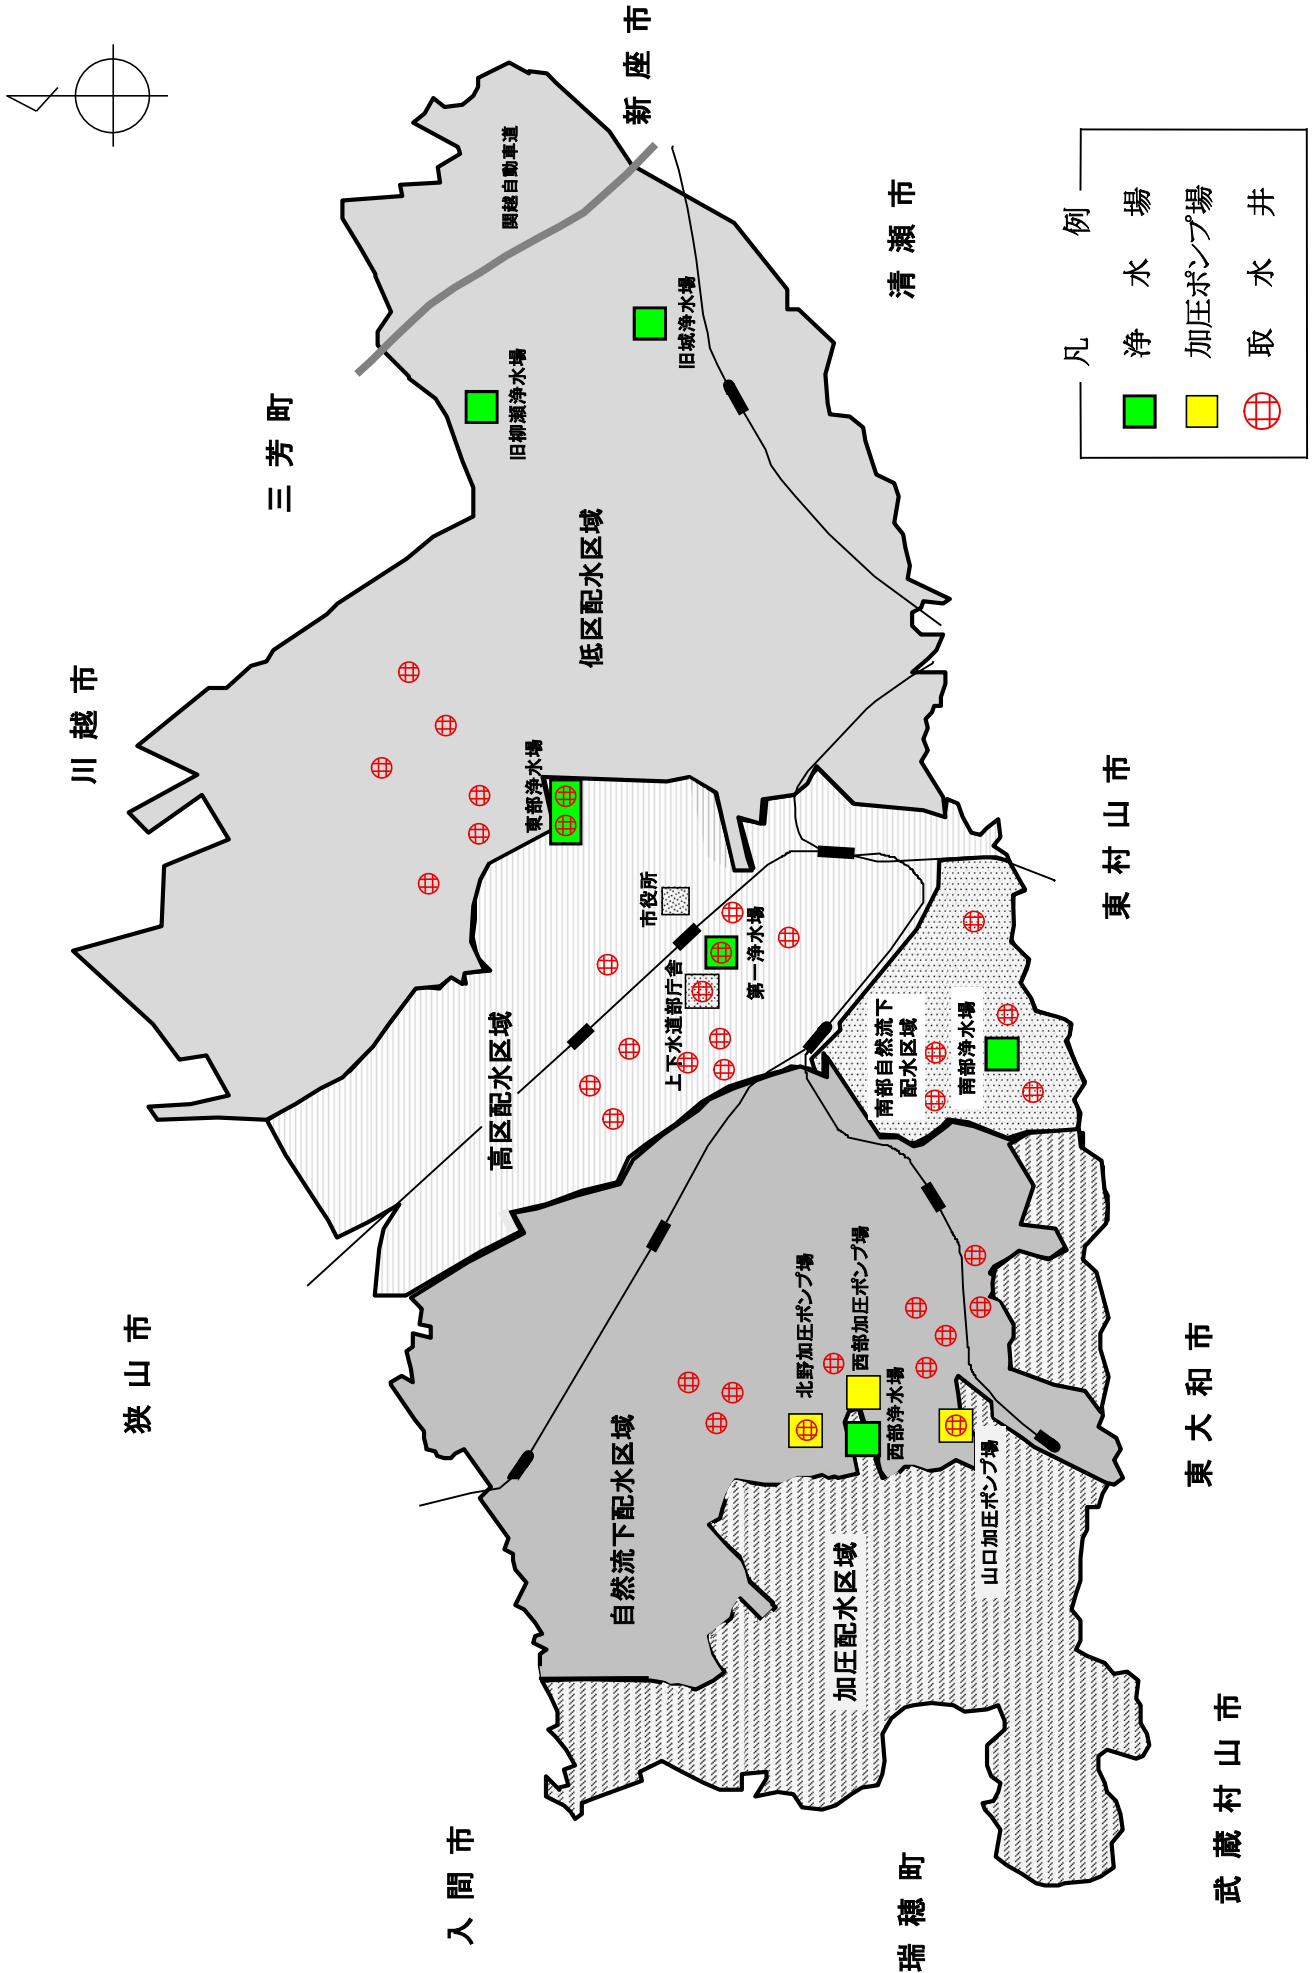 新座市
清瀬市
三芳町
川越市
東村山市
狭山市
東大和市
入間市
瑞穂町
武蔵村山市
関越自動車道
旧城浄水場
旧柳瀬浄水場
低区配水区域
東部浄水場
市役所
第一浄水場
上下水道部庁舎
高区配水区域
南部自然流下
配水区域
南部浄水場
北野加圧ポンプ場
西部加圧ポンプ場
西部浄水場
自然流下配水区域
山口加圧ポンプ場
加圧配水区域
凡例
浄水場
加圧ポンプ場
取水井